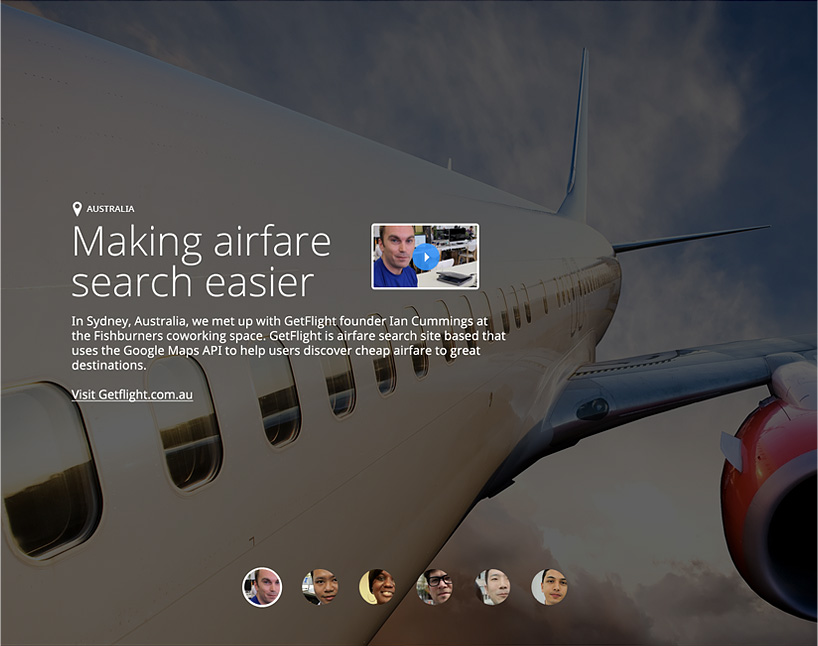 AUSTRALIA
Making airfare
search easier
In Sydney, Australia, we met up with GetFlight founder Ian Cummings at
the Fishburners coworking space. GetFlight is airfare search site based that
uses the Google Maps API to help users discover cheap airfare to great
destinations.
Visit Getflight.com.au